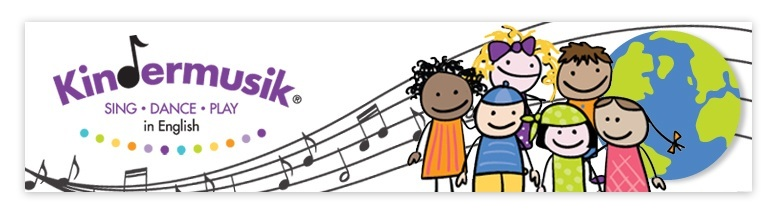 Kindermusik®
SING • DANCE • PLAY
in English